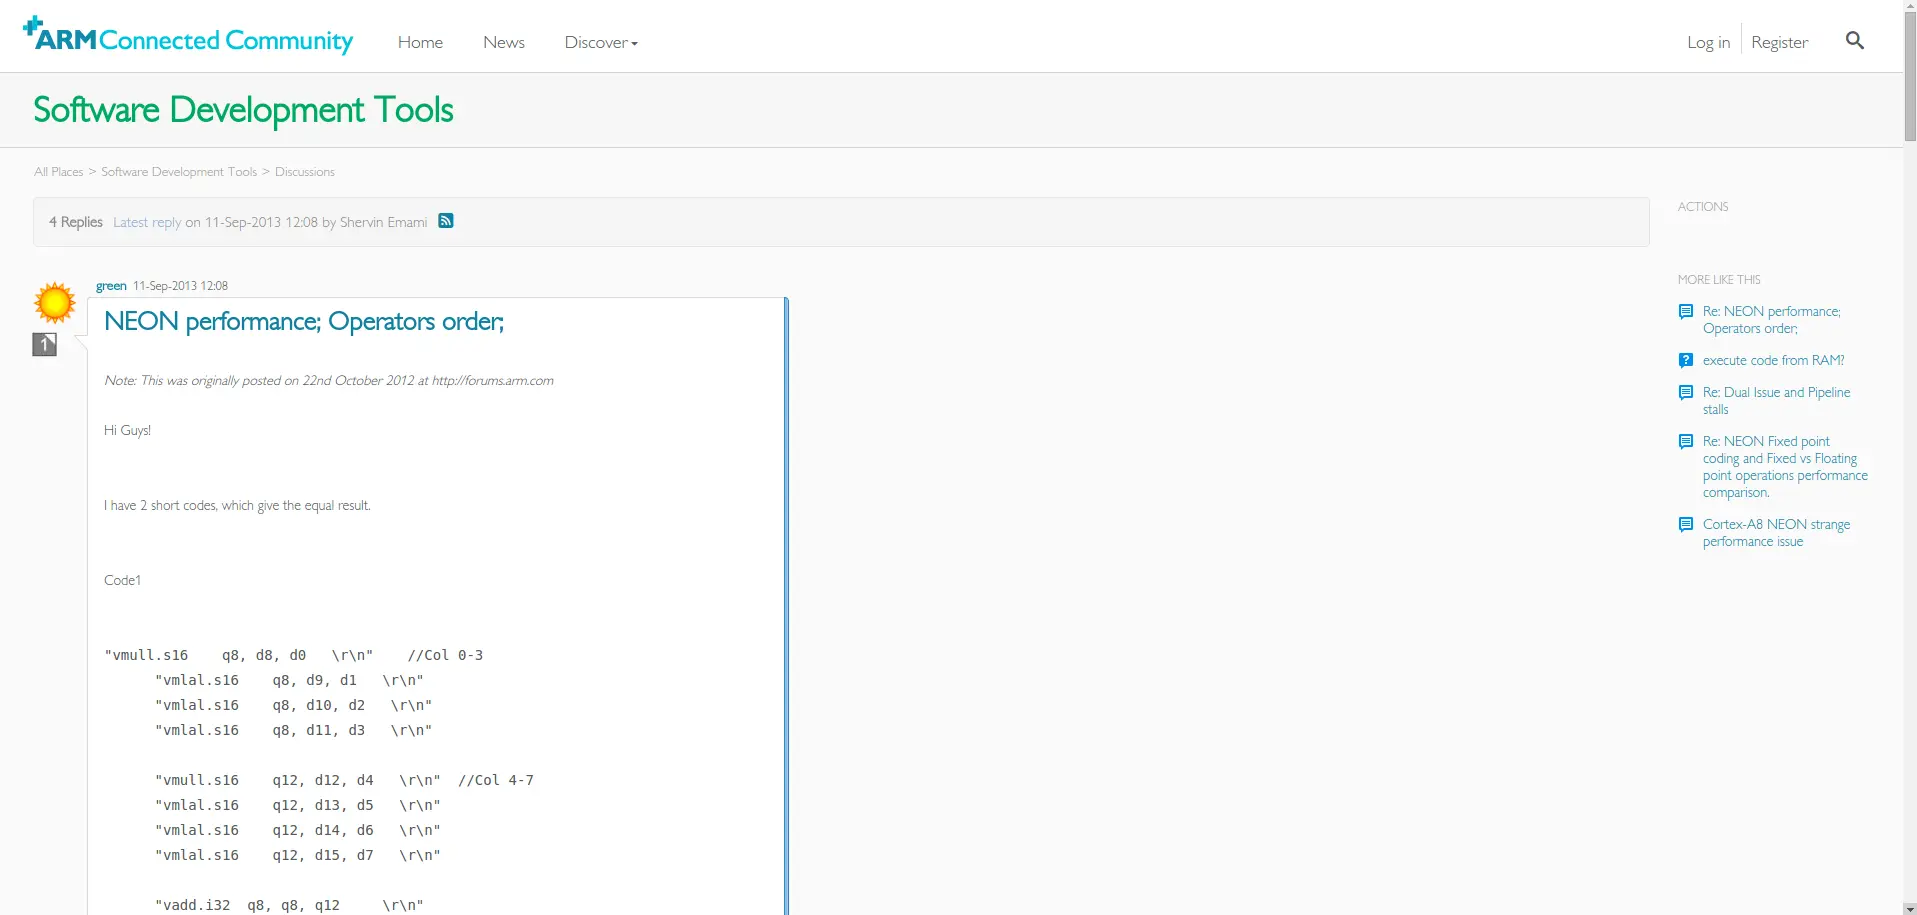 ARM Connected Community
Home
News
Discover
Log in
Register
Software Development Tools
All Places > Software Development Tools > Discussions
4 Replies Latest reply on 11-Sep-2013 12:08 by Shervin Emami
ACTIONS
MORE LIKE THIS
Re: NEON performance;
Operators order;
execute code from RAM?
Re: Dual Issue and Pipeline
stalls
Re: NEON Fixed point
coding and Fixed vs Floating
point operations performance
comparison.
Cortex-A8 NEON strange
performance issue
green 11-Sep-2013 12:08
1
NEON performance; Operators order;
Note: This was originally posted on 22nd October 2012 at http://forums.arm.com
Hi Guys!
I have 2 short codes, which give the equal result.
Code1
"vmull.s16    q8, d8, d0   \r\n"    //Col 0-3
"vmlal.s16    q8, d9, d1   \r\n"
"vmlal.s16    q8, d10, d2   \r\n"
"vmlal.s16    q8, d11, d3   \r\n"
"vmull.s16    q12, d12, d4   \r\n"  //Col 4-7
"vmlal.s16    q12, d13, d5   \r\n"
"vmlal.s16    q12, d14, d6   \r\n"
"vmlal.s16    q12, d15, d7   \r\n"
"vadd.i32  q8, q8, q12     \r\n"